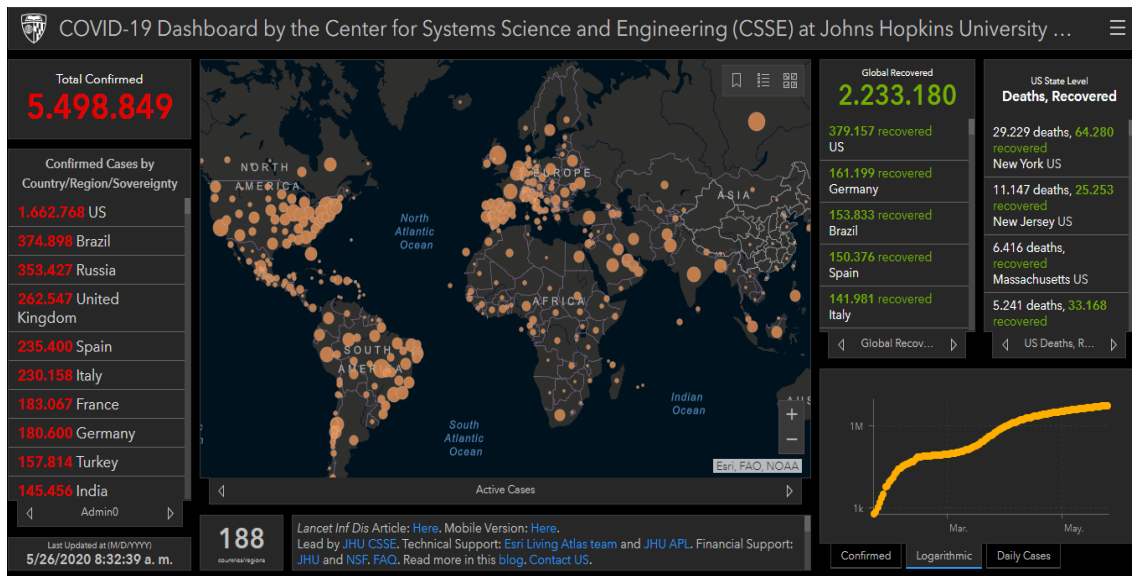 COVID-19 Dashboard by the Center for Systems Science and Engineering (CSSE) at Johns Hopkins University ...
Total Confirmed
5.498.849
Confirmed Cases by
Country/Region/Sovereignty
1.662.768 US
374.898 Brazil
353.427 Russia
262.547 United
Kingdom
235.400 Spain
230.158 Italy
183.067 France
180.600 Germany
157.814 Turkey
145.456 India
Admin0
Last Updated at (M/D/YYYY)
5/26/2020 8:32:39 a. m.
NORTH
AMERICA
North
Atlantic
Ocean
EUROPE
ASIA
AFRICA
SOUTH
AMERICA
South
Atlantic
Ocean
Indian
Ocean
AUS
+
−
Esri, FAO, NOAA
Active Cases
188
countries/regions
Lancet Inf Dis Article: Here. Mobile Version: Here.
Lead by JHU CSSE. Technical Support: Esri Living Atlas team and JHU APL. Financial Support:
JHU and NSF. FAQ. Read more in this blog. Contact US.
Global Recovered
2.233.180
379.157 recovered
US
161.199 recovered
Germany
153.833 recovered
Brazil
150.376 recovered
Spain
141.981 recovered
Italy
Global Recov...
US State Level
Deaths, Recovered
29.229 deaths, 64.280
recovered
New York US
11.147 deaths, 25.253
recovered
New Jersey US
6.416 deaths,
recovered
Massachusetts US
5.241 deaths, 33.168
recovered
US Deaths, R...
1M
1k
Mar.
May.
Confirmed
Logarithmic
Daily Cases